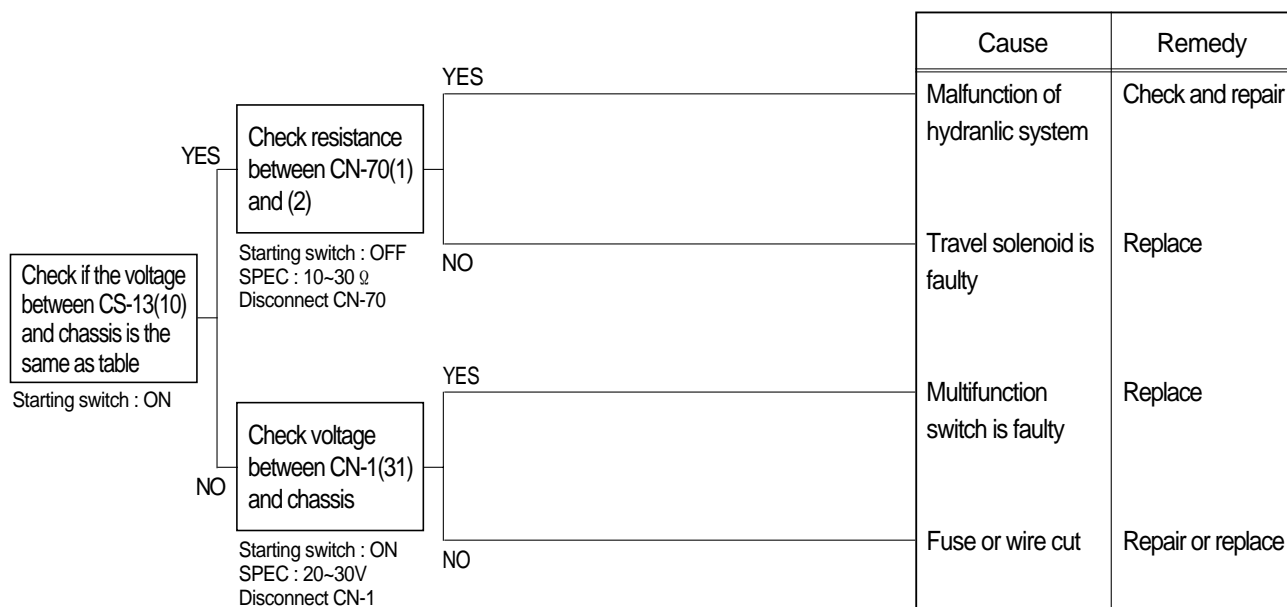 Cause
Remedy
YES
Malfunction of
hydranlic system
Check and repair
YES
Check resistance
between CN-70(1)
and (2)
Starting switch : OFF
SPEC : 10~30 Ω
Disconnect CN-70
NO
Travel solenoid is
faulty
Replace
Check if the voltage
between CS-13(10)
and chassis is the
same as table
Starting switch : ON
YES
Multifunction
switch is faulty
Replace
NO
Check voltage
between CN-1(31)
and chassis
Starting switch : ON
SPEC : 20~30V
Disconnect CN-1
NO
Fuse or wire cut
Repair or replace